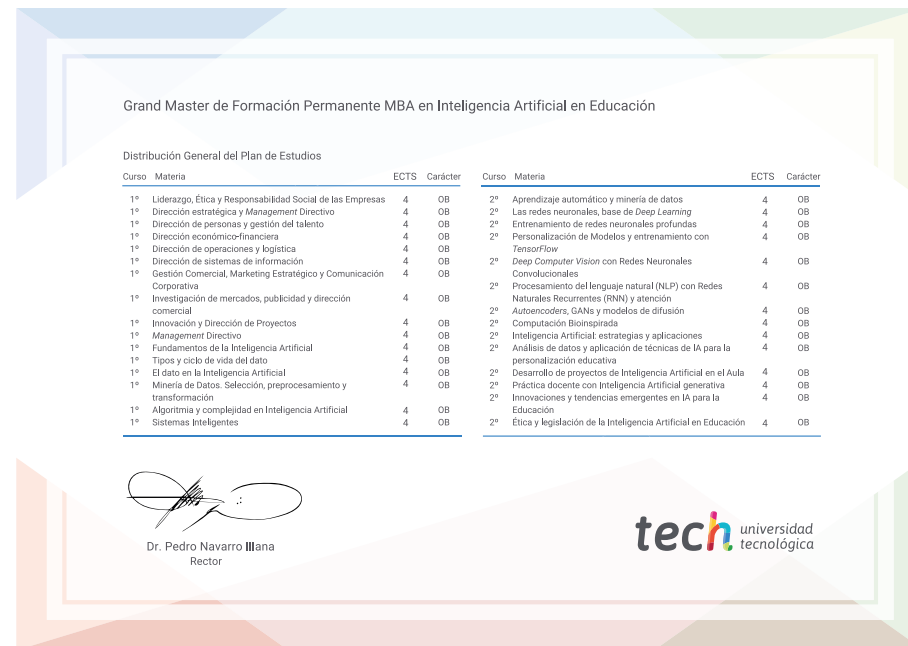 Grand Master de Formación Permanente MBA en Inteligencia Artificial en Educación
Distribución General del Plan de Estudios
Curso Materia ECTS Carácter
1º Liderazgo, Ética y Responsabilidad Social de las Empresas 4 OB
1º Dirección estratégica y Management Directivo 4 OB
1º Dirección de personas y gestión del talento 4 OB
1º Dirección económico-financiera 4 OB
1º Dirección de operaciones y logística 4 OB
1º Dirección de sistemas de información 4 OB
1º Gestión Comercial, Marketing Estratégico y Comunicación 4 OB
Corporativa
1º Investigación de mercados, publicidad y dirección 4 OB
comercial
1º Innovación y Dirección de Proyectos 4 OB
1º Management Directivo 4 OB
1º Fundamentos de la Inteligencia Artificial 4 OB
1º Tipos y ciclo de vida del dato 4 OB
1º El dato en la Inteligencia Artificial 4 OB
1º Minería de Datos. Selección, preprocesamiento y 4 OB
transformación
1º Algoritmia y complejidad en Inteligencia Artificial 4 OB
1º Sistemas Inteligentes 4 OB
Curso Materia ECTS Carácter
2º Aprendizaje automático y minería de datos 4 OB
2º Las redes neuronales, base de Deep Learning 4 OB
2º Entrenamiento de redes neuronales profundas 4 OB
2º Personalización de Modelos y entrenamiento con 4 OB
TensorFlow
2º Deep Computer Vision con Redes Neuronales 4 OB
Convolucionales
2º Procesamiento del lenguaje natural (NLP) con Redes 4 OB
Naturales Recurrentes (RNN) y atención
2º Autoencoders, GANs y modelos de difusión 4 OB
2º Computación Bioinspirada 4 OB
2º Inteligencia Artificial: estrategias y aplicaciones 4 OB
2º Análisis de datos y aplicación de técnicas de IA para la 4 OB
personalización educativa
2º Desarrollo de proyectos de Inteligencia Artificial en el Aula 4 OB
2º Práctica docente con Inteligencia Artificial generativa 4 OB
2º Innovaciones y tendencias emergentes en IA para la 4 OB
Educación
2º Ética y legislación de la Inteligencia Artificial en Educación 4 OB
Dr. Pedro Navarro Illana
Rector
tech universidad
tecnológica